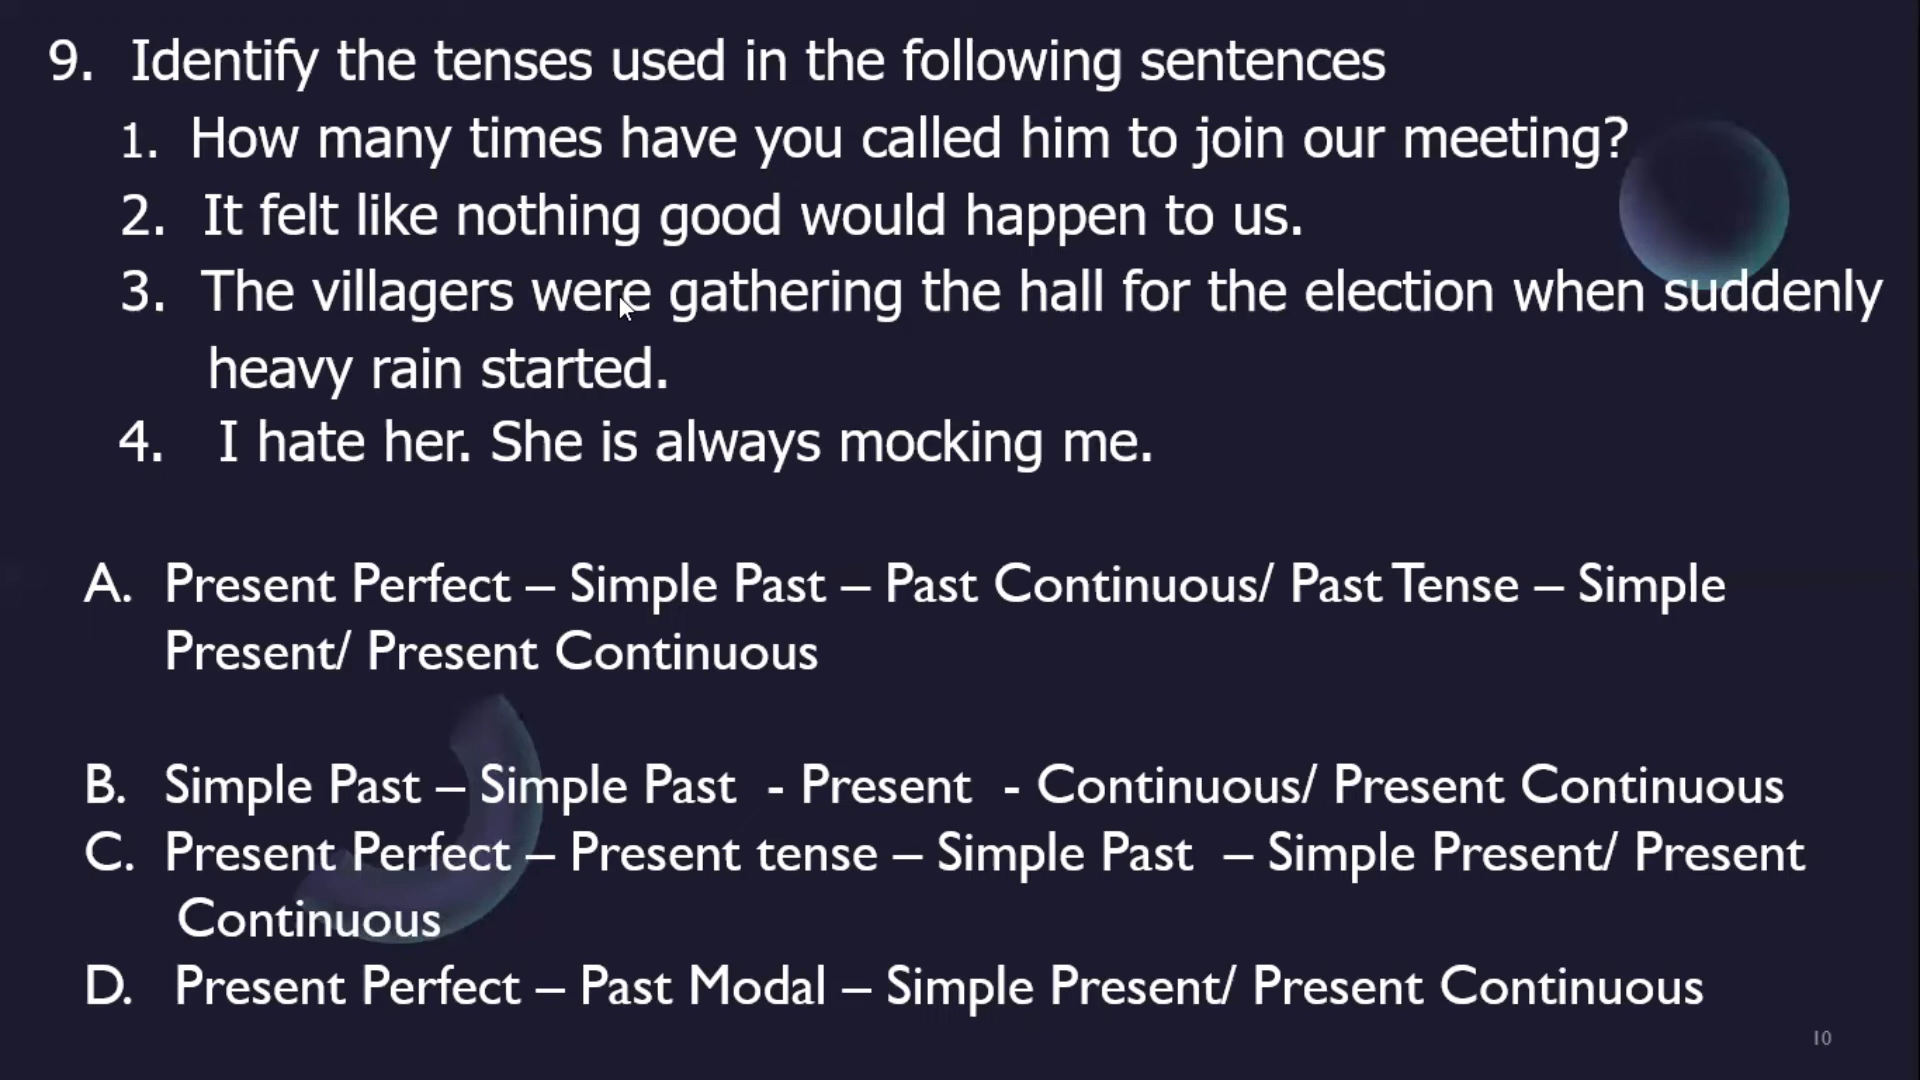 9. Identify the tenses used in the following sentences
1. How many times have you called him to join our meeting?
2. It felt like nothing good would happen to us.
3. The villagers were gathering the hall for the election when suddenly
heavy rain started.
4. I hate her. She is always mocking me.
A. Present Perfect – Simple Past – Past Continuous/ Past Tense – Simple
Present/ Present Continuous
B. Simple Past – Simple Past - Present - Continuous/ Present Continuous
C. Present Perfect – Present tense – Simple Past – Simple Present/ Present
Continuous
D. Present Perfect – Past Modal – Simple Present/ Present Continuous
10